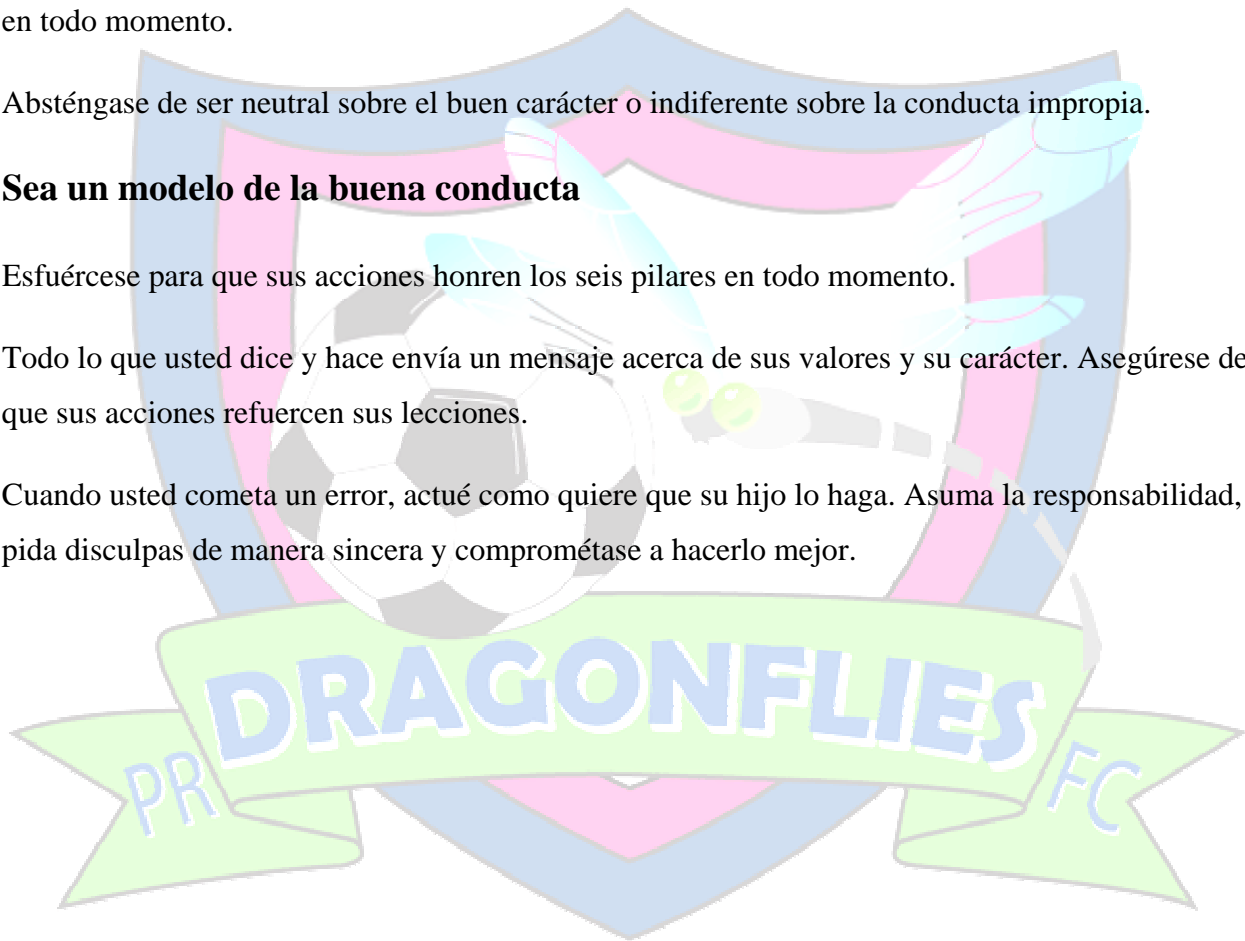 en todo momento.
Absténgase de ser neutral sobre el buen carácter o indiferente sobre la conducta impropia.
Sea un modelo de la buena conducta
Esfuércese para que sus acciones honren los seis pilares en todo momento.
Todo lo que usted dice y hace envía un mensaje acerca de sus valores y su carácter. Asegúrese de
que sus acciones refuercen sus lecciones.
Cuando usted cometa un error, actué como quiere que su hijo lo haga. Asuma la responsabilidad,
pida disculpas de manera sincera y comprométase a hacerlo mejor.
DRAGONFLIES
PR
FC